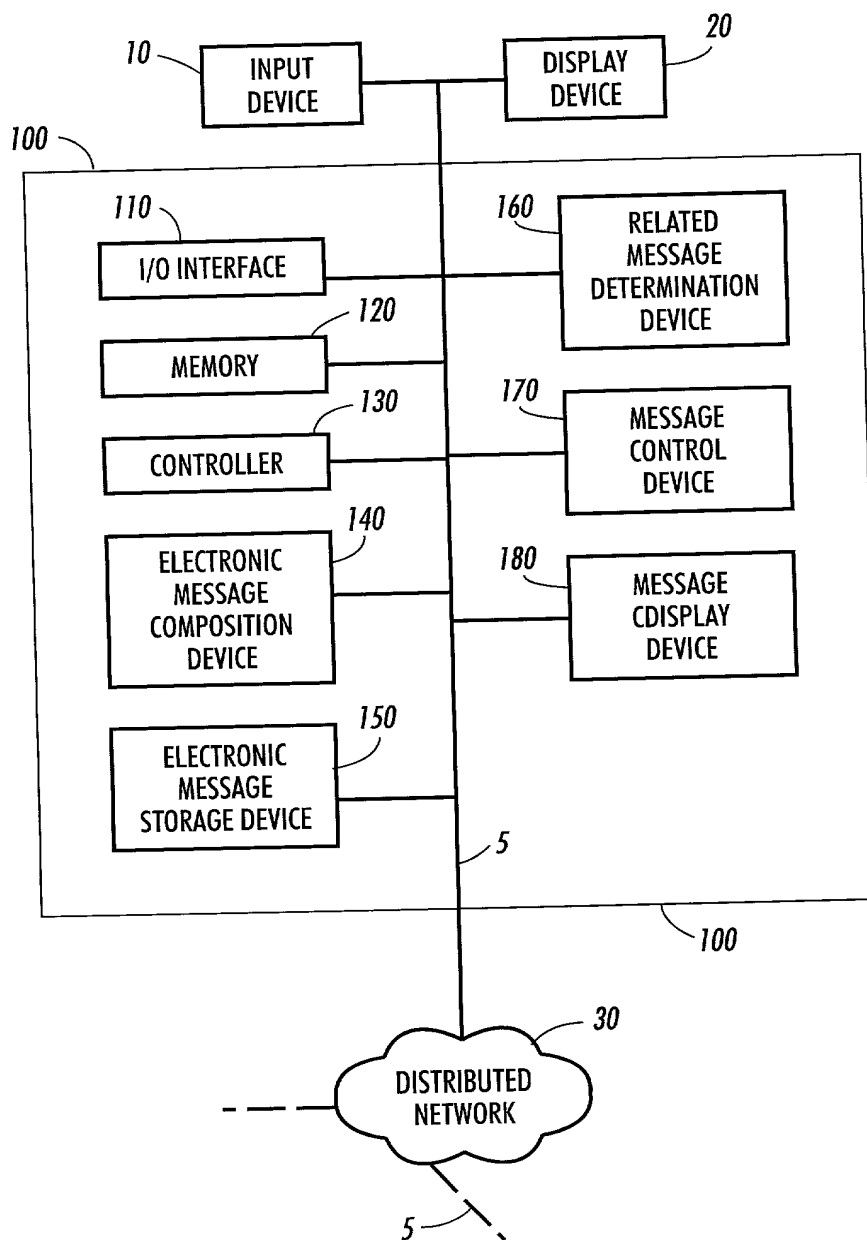 10
INPUT
DEVICE
DISPLAY
DEVICE
20
100
110
I/O INTERFACE
120
MEMORY
130
CONTROLLER
140
ELECTRONIC
MESSAGE
COMPOSITION
DEVICE
150
ELECTRONIC
MESSAGE
STORAGE DEVICE
160
RELATED
MESSAGE
DETERMINATION
DEVICE
170
MESSAGE
CONTROL
DEVICE
180
MESSAGE
CDISPLAY
DEVICE
5
100
30
DISTRIBUTED
NETWORK
5